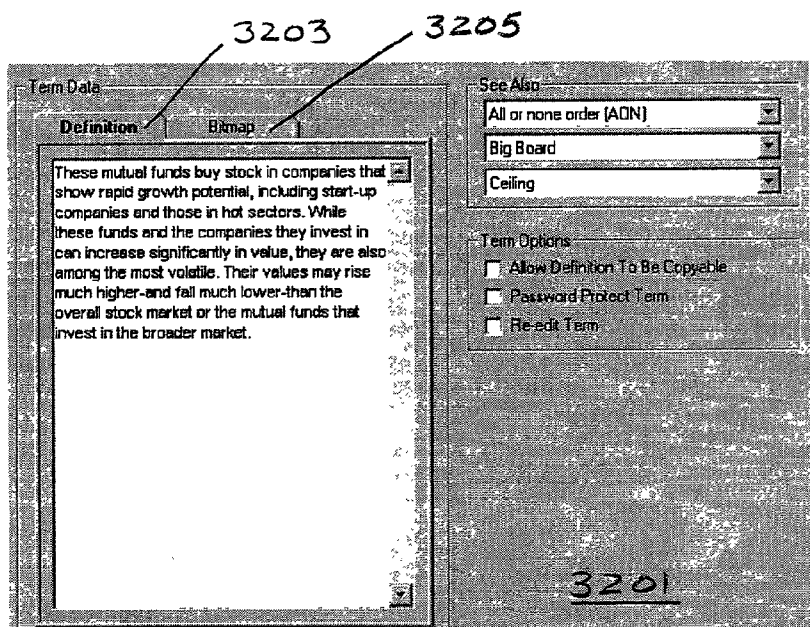 3203 3205
Term Data
Definition Bitmap
These mutual funds buy stock in companies that
show rapid growth potential, including start-up
companies and those in hot sectors. While
these funds and the companies they invest in
can increase significantly in value, they are also
among the most volatile. Their values may rise
much higher-and fall much lower-than the
overall stock market or the mutual funds that
invest in the broader market.
See Also
All or none order (AON)
Big Board
Ceiling
Term Options
Allow Definition To Be Copyable
Password Protect Term
Re-edit Term
3201